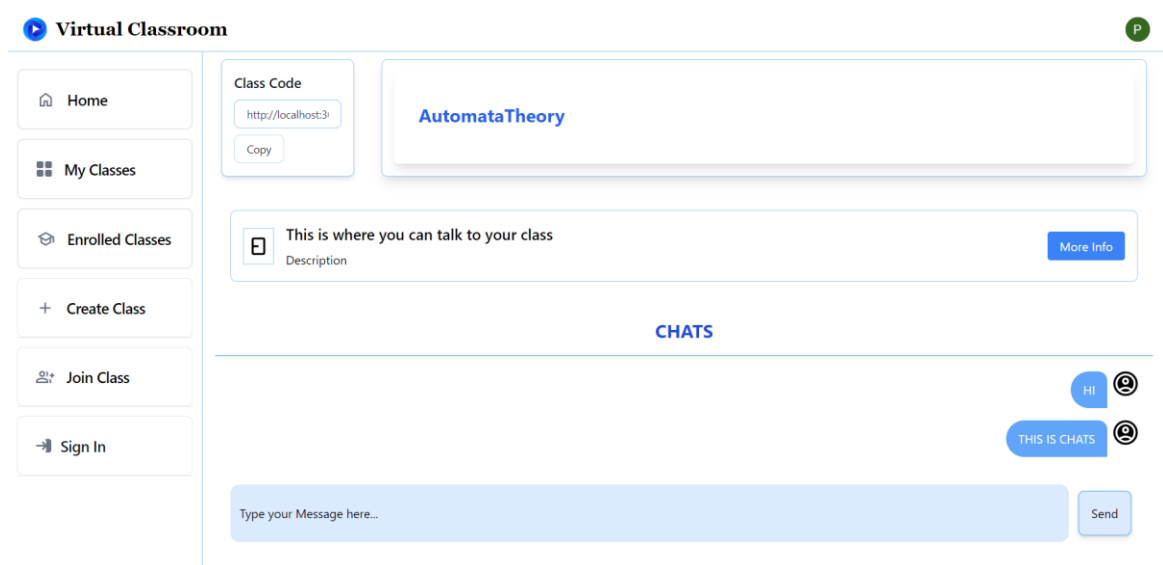 Virtual Classroom
P
Home
My Classes
Enrolled Classes
Create Class
Join Class
Sign In
Class Code
http://localhost:3
Copy
AutomataTheory
This is where you can talk to your class
Description
More Info
CHATS
HI
THIS IS CHATS
Type your Message here...
Send